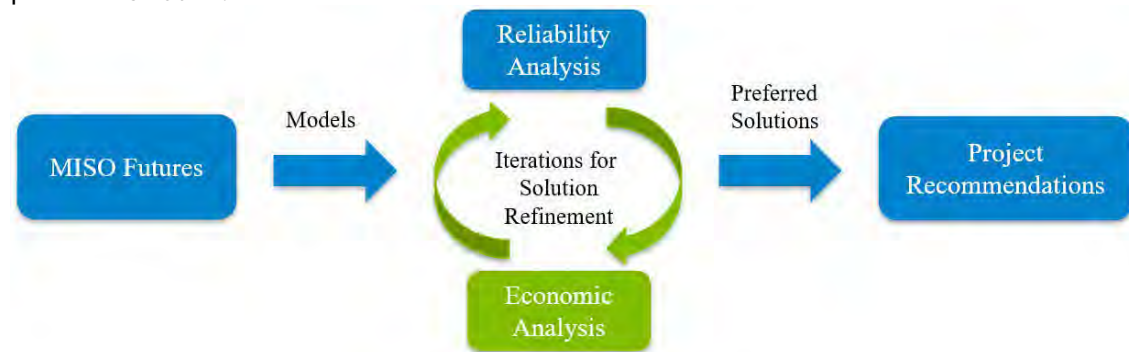 MISO Futures
Models
Reliability
Analysis
Iterations for
Solution
Refinement
Economic
Analysis
Preferred
Solutions
Project
Recommendations